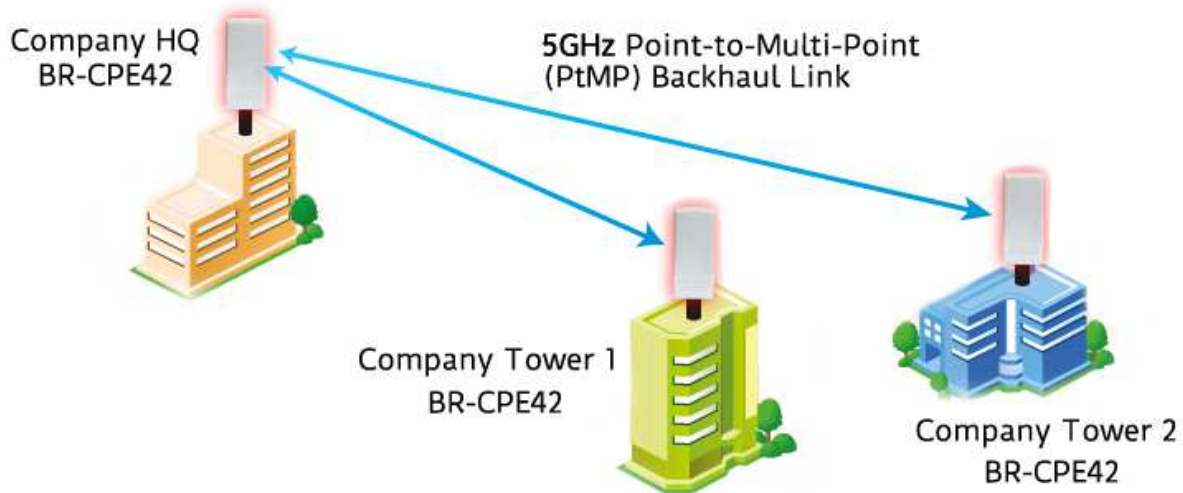 Company HQ
BR-CPE42
5GHz Point-to-Multi-Point
(PtMP) Backhaul Link
Company Tower 1
BR-CPE42
Company Tower 2
BR-CPE42